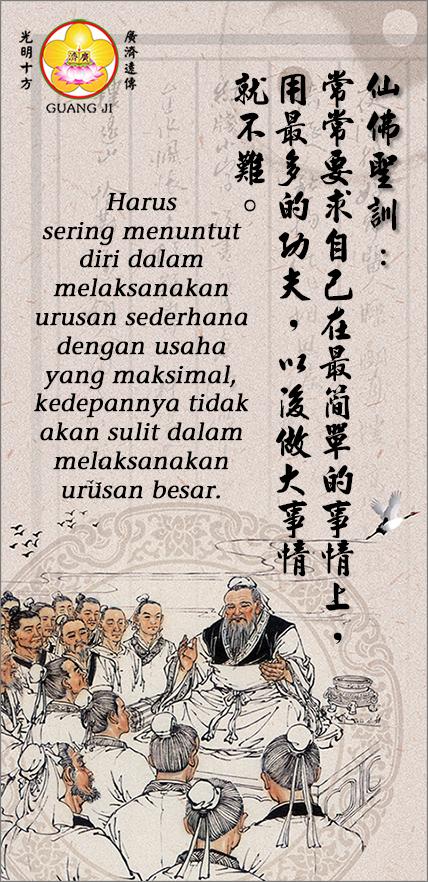 光明十方
廣濟
廣濟遠傳
GUANG JI
仙佛聖訓：
常常要求自己在最簡單的事情上，
用最多的功夫，以後做大事情
就不難。
Harus
sering menuntut
diri dalam
melaksanakan
urusan sederhana
dengan usaha
yang maksimal,
kedepannya tidak
akan sulit dalam
melaksanakan
urusan besar.